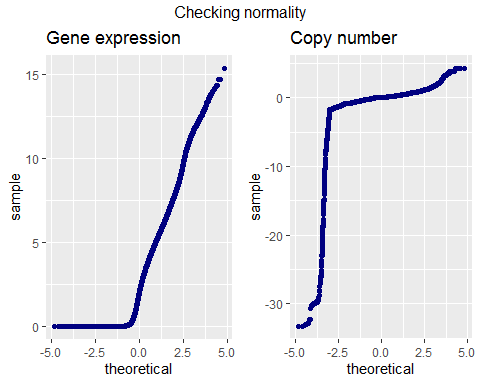 Checking normality
Gene expression
Copy number
15
10
5
0
sample
-5.0
-2.5
0.0
2.5
5.0
theoretical
0
-10
-20
-30
sample
-5.0
-2.5
0.0
2.5
5.0
theoretical